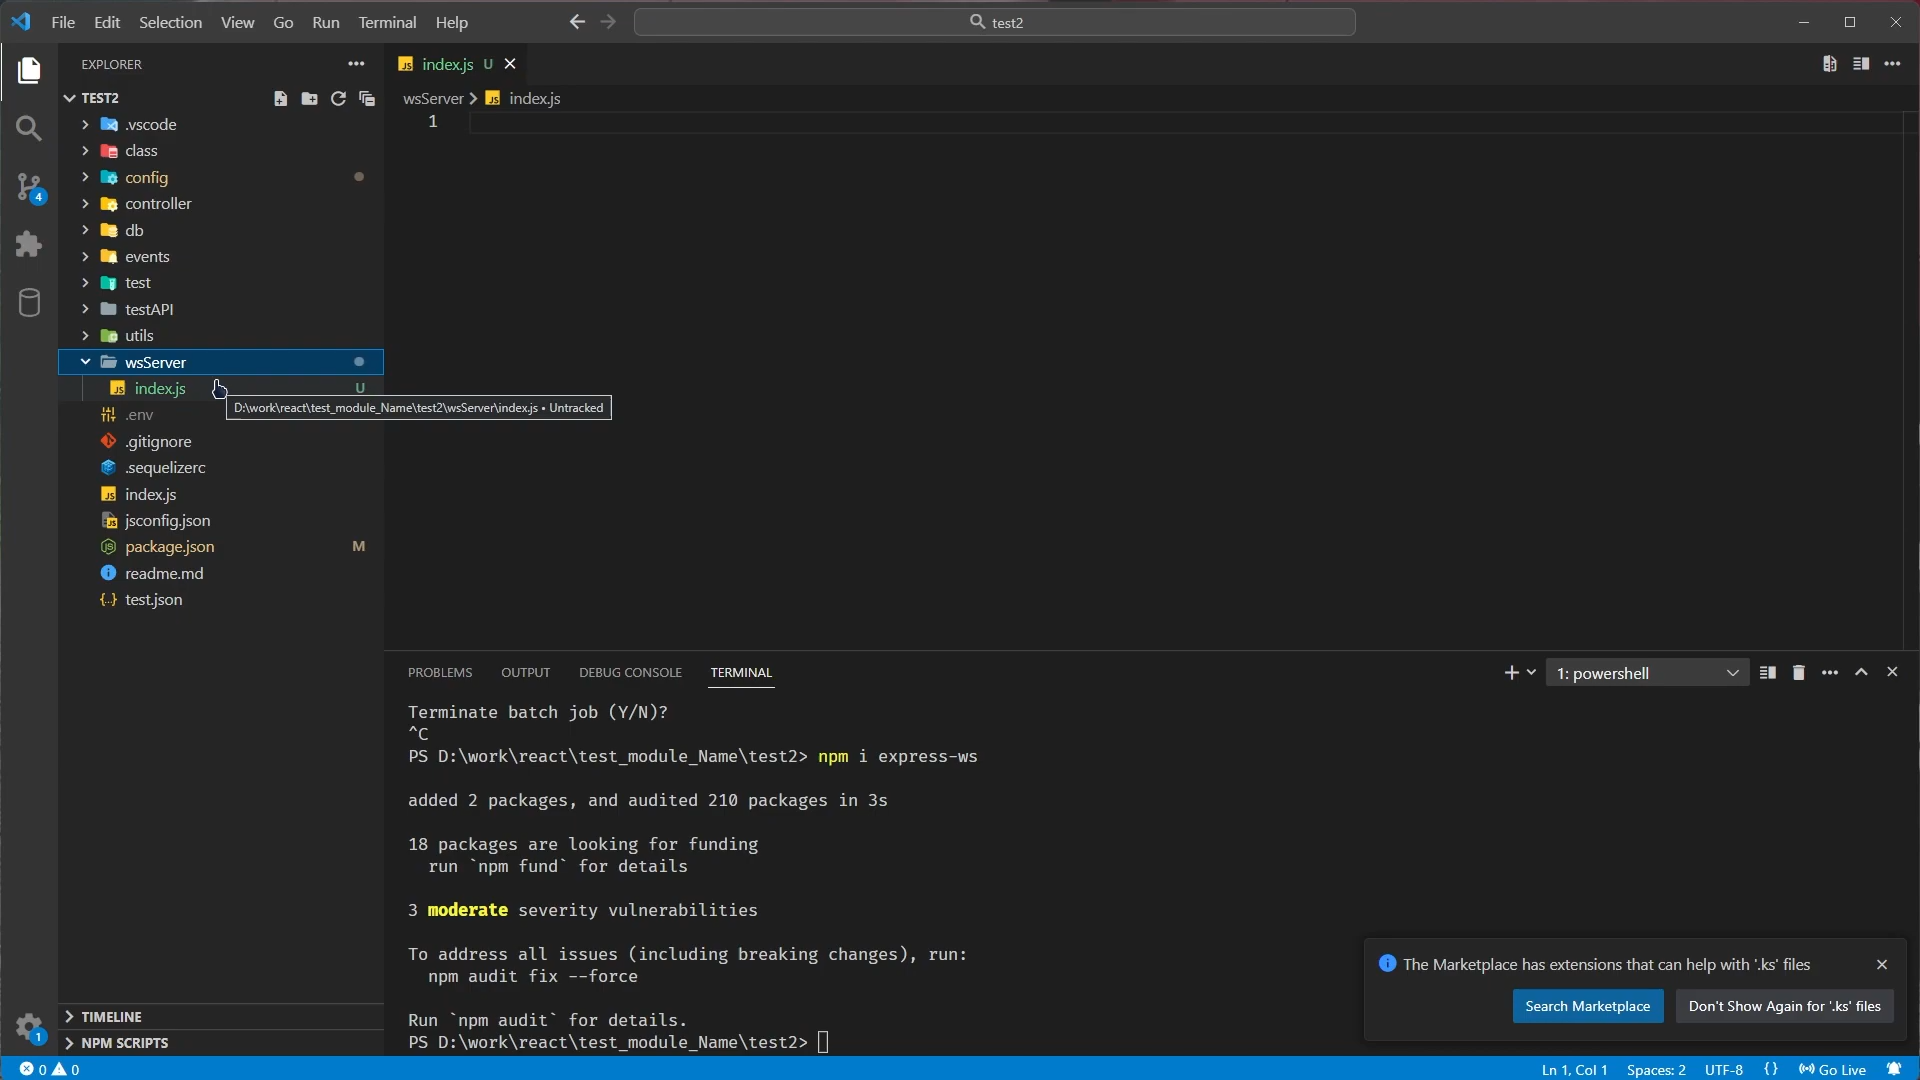 File Edit Selection View Go Run Terminal Help
test2
EXPLORER
TEST2
.vscode
class
config
controller
db
events
test
testAPI
utils
wsServer
index.js U
D:\work\react\test_module_Name\test2\wsServer\index.js • Untracked
.env
.gitignore
.sequelizerc
index.js
jsconfig.json
package.json M
readme.md
test.json
TIMELINE
NPM SCRIPTS
4
1
index.js U
wsServer > index.js
1
PROBLEMS OUTPUT DEBUG CONSOLE TERMINAL
1: powershell
Terminate batch job (Y/N)?
^C
PS D:\work\react\test_module_Name\test2> npm i express-ws
added 2 packages, and audited 210 packages in 3s
18 packages are looking for funding
run `npm fund` for details
3 moderate severity vulnerabilities
To address all issues (including breaking changes), run:
npm audit fix --force
Run `npm audit` for details.
PS D:\work\react\test_module_Name\test2>
The Marketplace has extensions that can help with '.ks' files
Search Marketplace
Don't Show Again for '.ks' files
0 0
Ln 1, Col 1 Spaces: 2 UTF-8 {} Go Live